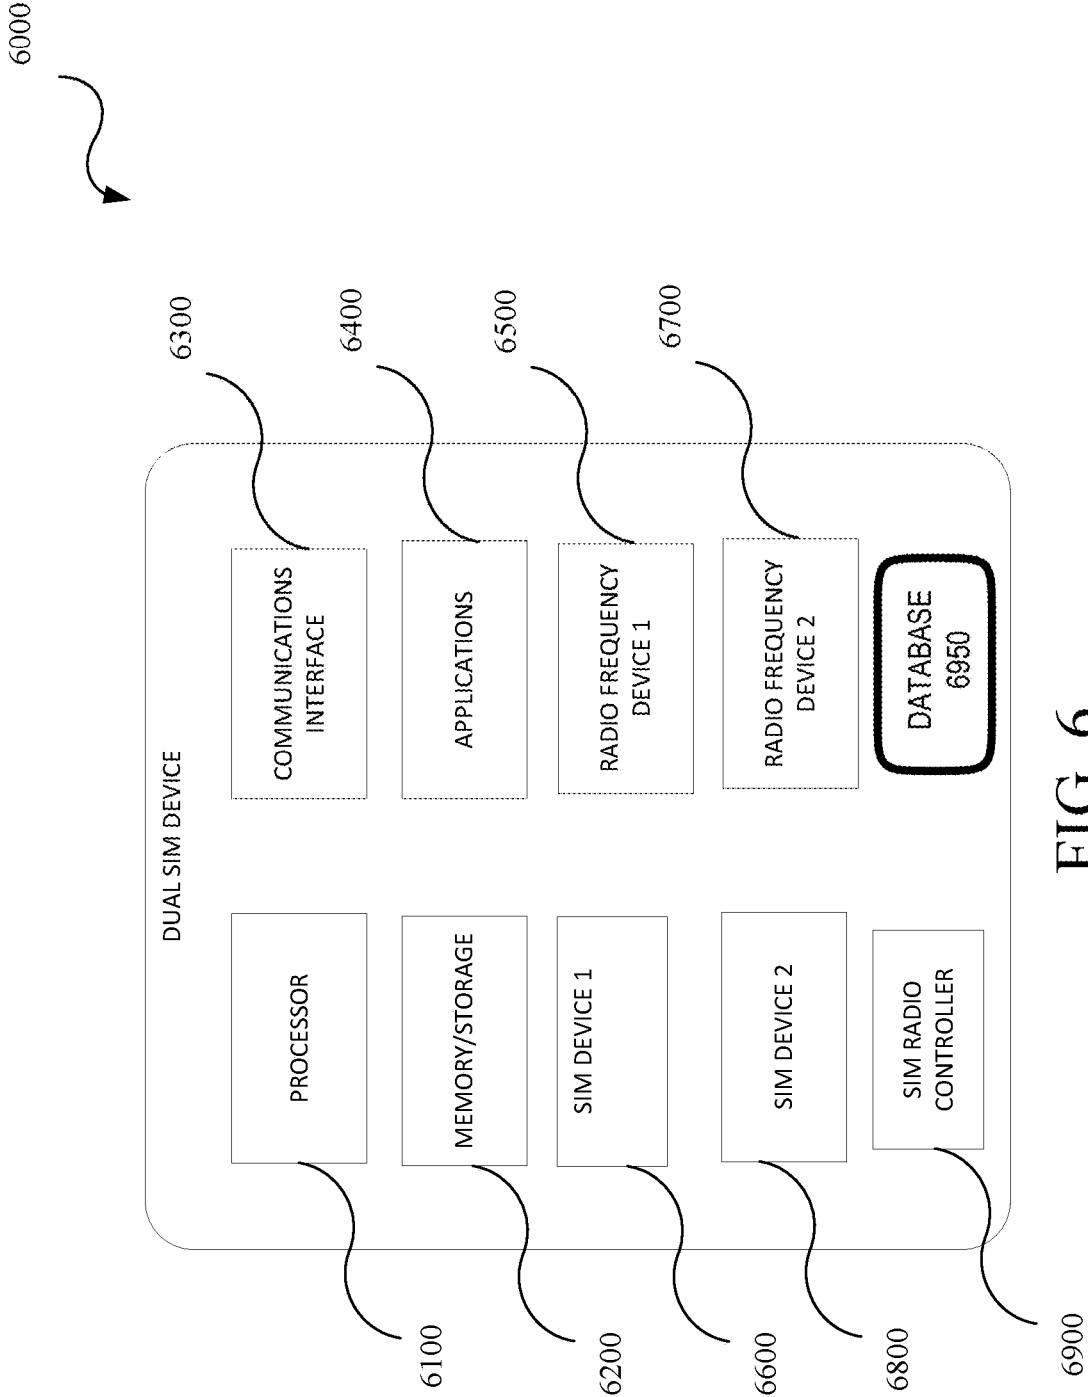 6000
DUAL SIM DEVICE
6100
PROCESSOR
COMMUNICATIONS
INTERFACE
6300
6200
MEMORY/STORAGE
APPLICATIONS
6400
6600
SIM DEVICE 1
RADIO FREQUENCY
DEVICE 1
6500
6800
SIM DEVICE 2
RADIO FREQUENCY
DEVICE 2
6700
6900
SIM RADIO
CONTROLLER
DATABASE
6950
FIG. 6